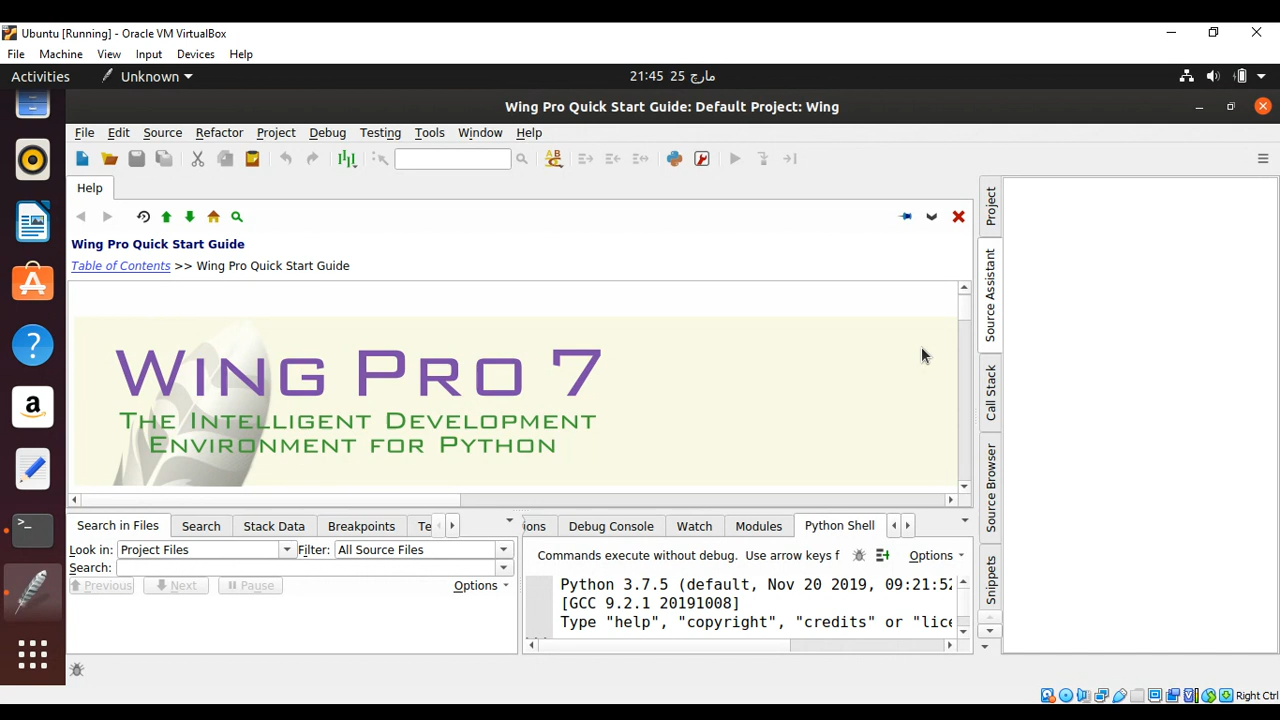 Ubuntu [Running] - Oracle VM VirtualBox
File Machine View Input Devices Help
Activities Unknown 21:45 25 مارچ
Wing Pro Quick Start Guide: Default Project: Wing
File Edit Source Refactor Project Debug Testing Tools Window Help
Help
Wing Pro Quick Start Guide
Table of Contents >> Wing Pro Quick Start Guide
WING PRO 7
THE INTELLIGENT DEVELOPMENT
ENVIRONMENT FOR PYTHON
Project
Source Assistant
Call Stack
Source Browser
Snippets
Search in Files Search Stack Data Breakpoints Te
Look in: Project Files Filter: All Source Files
Search:
Previous Next Pause Options
ions Debug Console Watch Modules Python Shell
Commands execute without debug. Use arrow keys f Options
Python 3.7.5 (default, Nov 20 2019, 09:21:52
[GCC 9.2.1 20191008]
Type "help", "copyright", "credits" or "lice
Right Ctrl